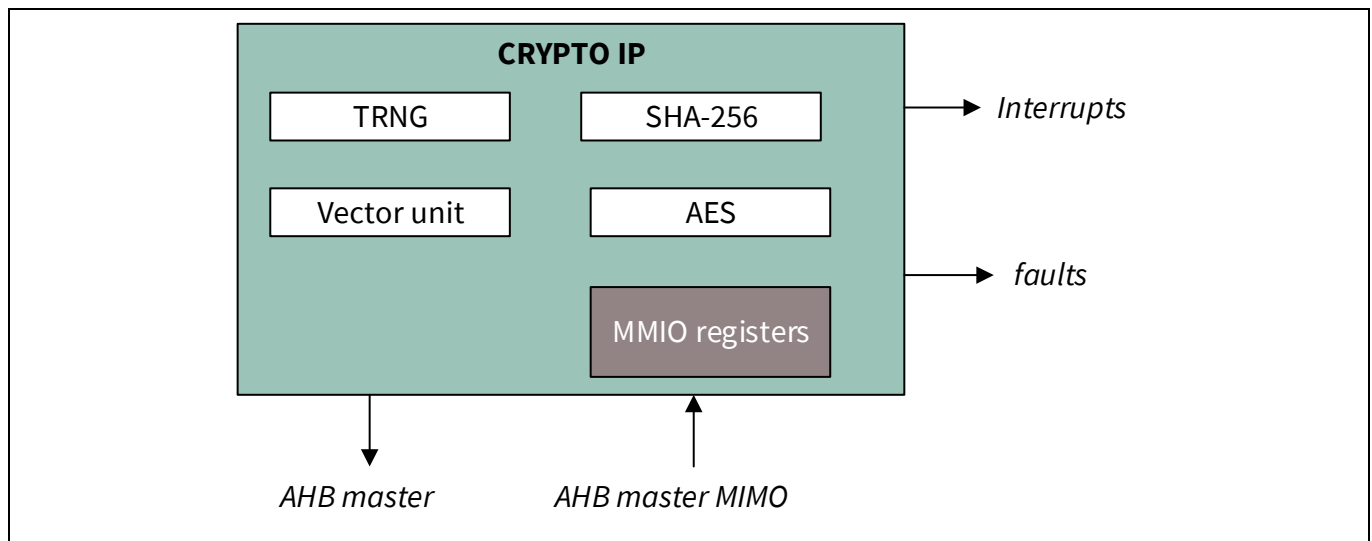 CRYPTO IP
TRNG
SHA-256
Interrupts
Vector unit
AES
faults
MMIO registers
AHB master
AHB master MIMO